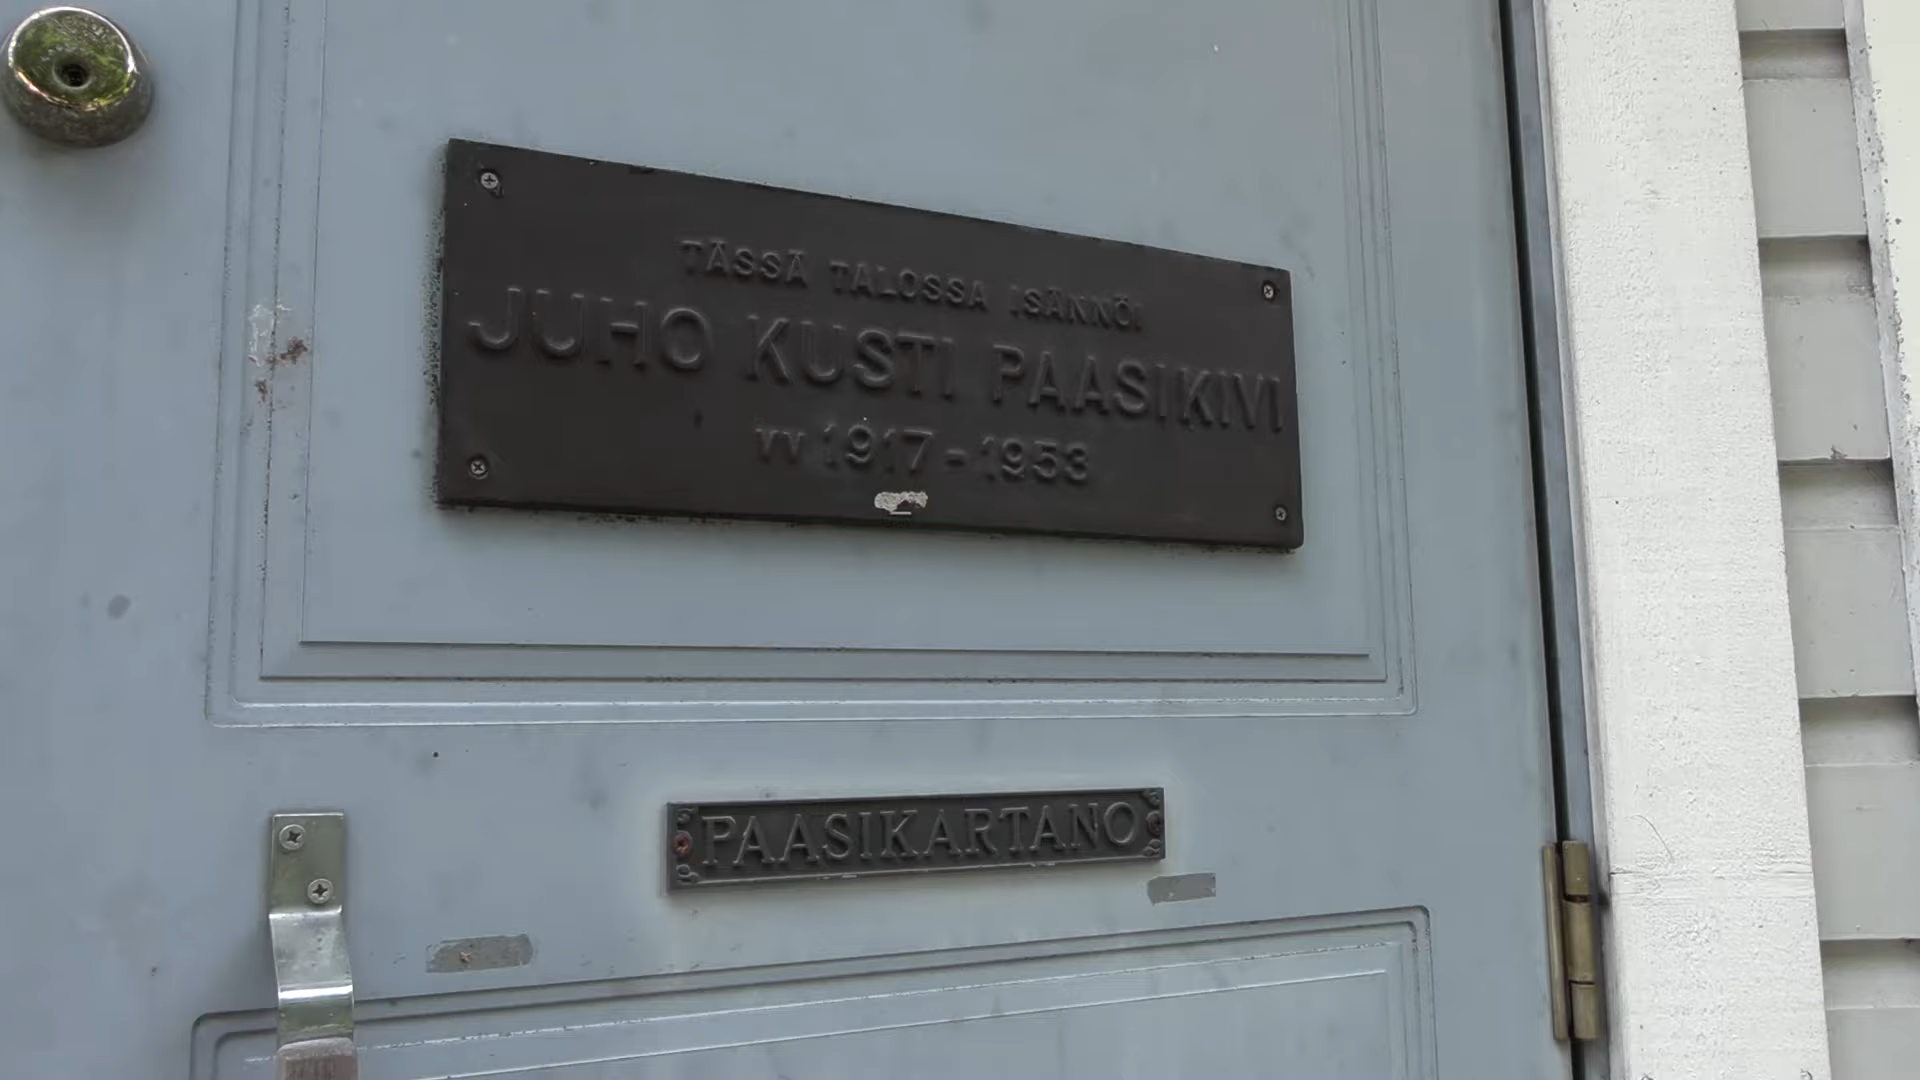 TÄSSÄ TALOSSA ISÄNNÖI
JUHO KUSTI PAASIKIVI
VV 1917 - 1953
PAASIKARTANO